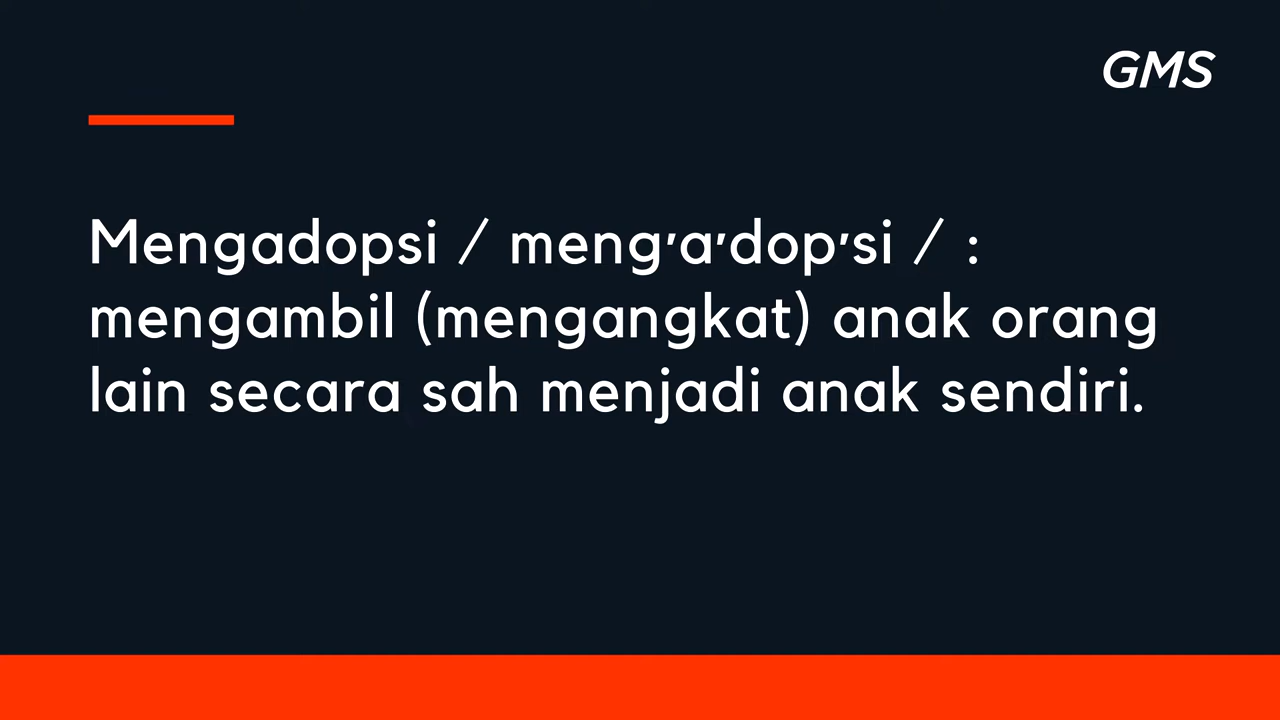 GMS
Mengadopsi / meng'a'dop'si / :
mengambil (mengangkat) anak orang
lain secara sah menjadi anak sendiri.